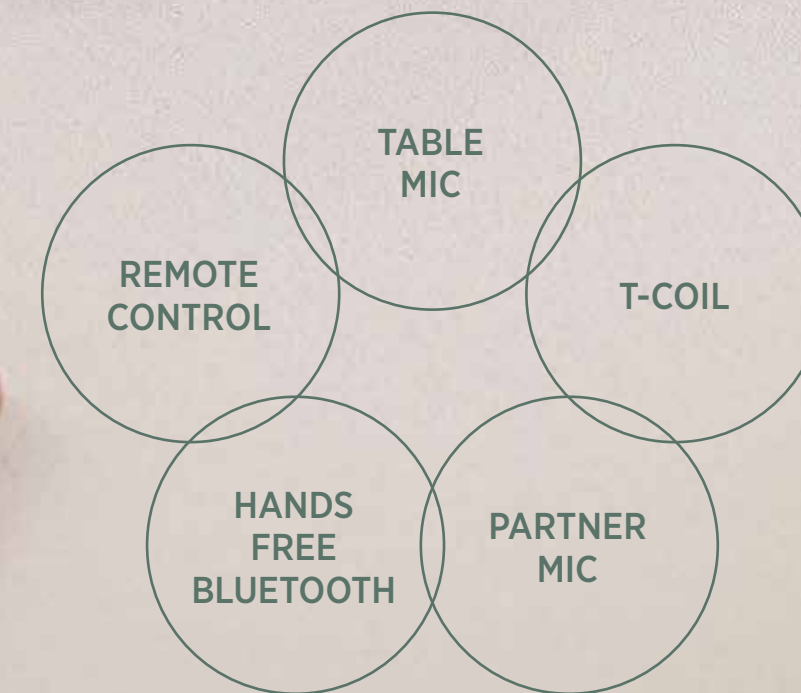 TABLE
MIC
REMOTE
CONTROL
T-COIL
HANDS
FREE
BLUETOOTH
PARTNER
MIC